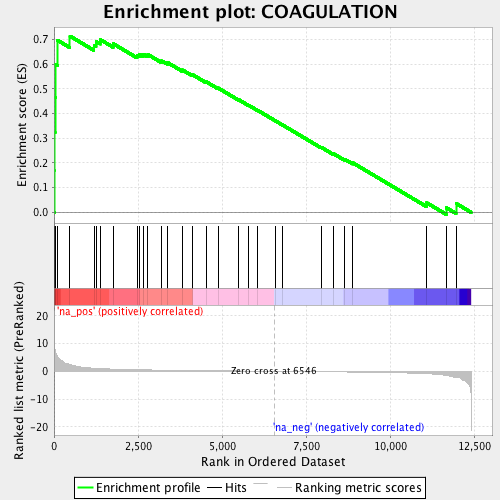 Enrichment plot: COAGULATION
Enrichment score (ES)
0.7
0.6
0.5
0.4
0.3
0.2
0.1
0.0
'na_pos' (positively correlated)
Ranked list metric (PreRanked)
20
10
0
-10
-20
Zero cross at 6546
'na_neg' (negatively correlated)
0
2,500
5,000
7,500
10,000
12,500
Rank in Ordered Dataset
Enrichment profile
Hits
Ranking metric scores